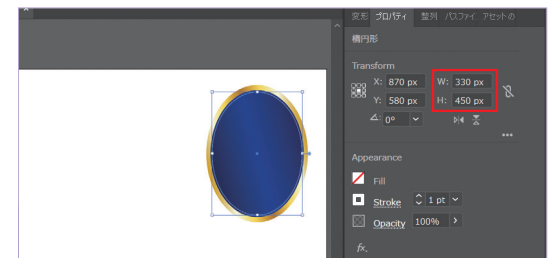 変形 プロパティ 整列 パスファイ アセットの
楕円形
Transform
X: 870 px W: 330 px
Y: 580 px H: 450 px
0°
Appearance
Fill
Stroke 1 pt
Opacity 100%
fx.